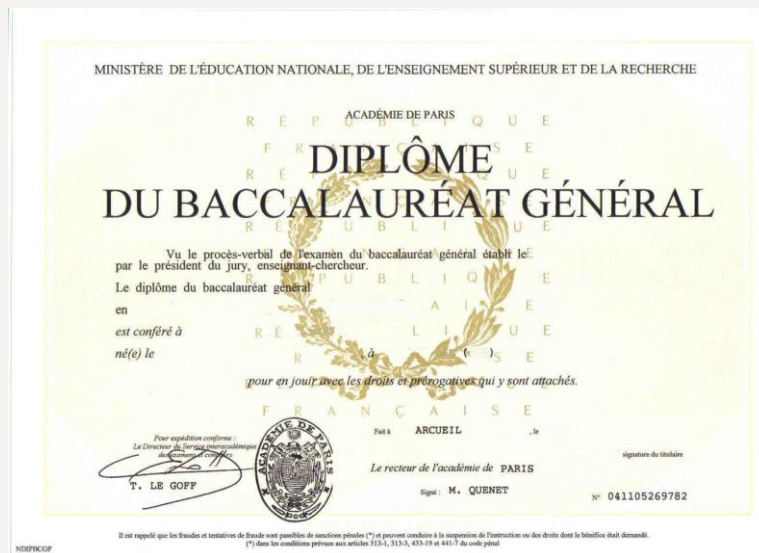 MINISTÈRE DE L'ÉDUCATION NATIONALE, DE L'ENSEIGNEMENT SUPÉRIEUR ET DE LA RECHERCHE
ACADÉMIE DE PARIS
RÉPUBLIQUE
FRANÇAISE
DIPLÔME
DU BACCALAURÉAT GÉNÉRAL
Vu le procès-verbal de l'examen du baccalauréat général établi le
par le président du jury, enseignant-chercheur.
Le diplôme du baccalauréat général
en
est conféré à
né(e) le , à ( )
pour en jouir avec les droits et prérogatives qui y sont attachés.
FRANÇAISE
Pour expédition conforme :
Le Directeur du Service interacadémique
des examens et concours
T. LE GOFF
ACADÉMIE DE PARIS
Fait à ARCUEIL , le
Le recteur de l'académie de PARIS
Signé : M. QUENET
signature du titulaire
N° 041105269782
Il est rappelé que les fraudes et tentatives de fraude sont passibles de sanctions pénales (*) et peuvent conduire à la suspension de l'instruction ou des droits dont le bénéfice était demandé.
(*) dans les conditions prévues aux articles 313-1, 313-3, 433-19 et 441-7 du code pénal
NDIPBCGP